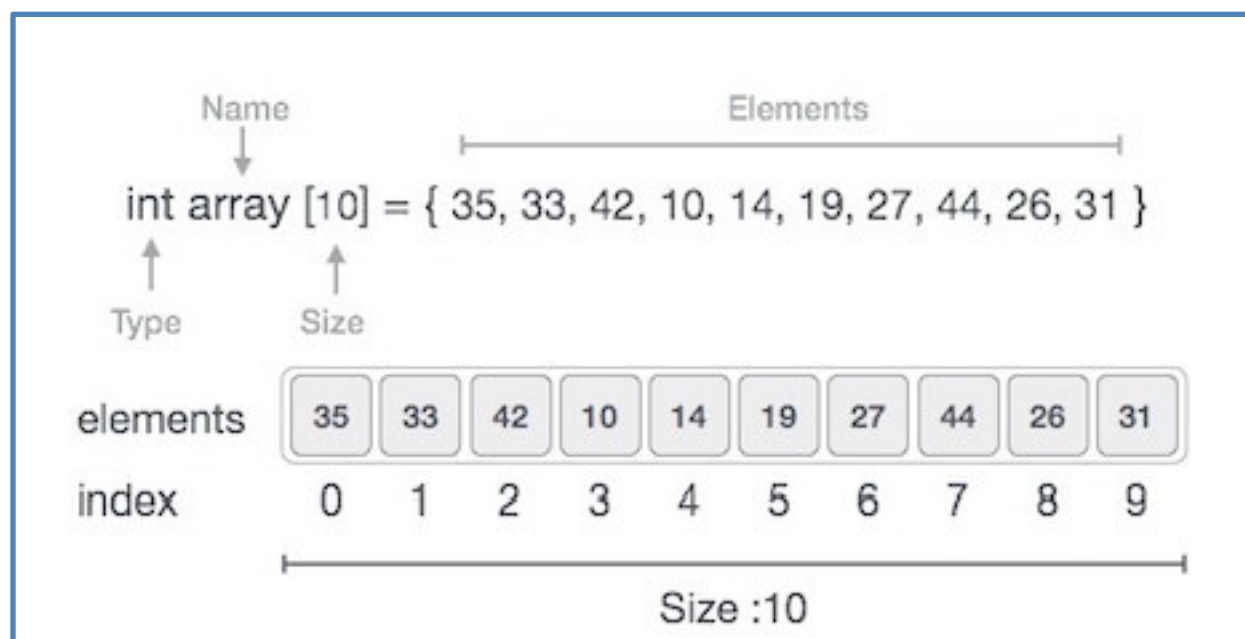 Name Elements
int array [10] = { 35, 33, 42, 10, 14, 19, 27, 44, 26, 31 }
Type Size
elements 35 33 42 10 14 19 27 44 26 31
index 0 1 2 3 4 5 6 7 8 9
Size :10